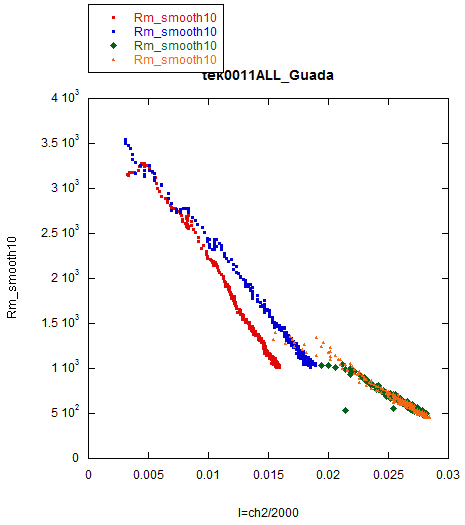 Rm_smooth10
Rm_smooth10
Rm_smooth10
Rm_smooth10
tek0011ALL_Guada
4 10³
3.5 10³
3 10³
2.5 10³
2 10³
1.5 10³
1 10³
5 10²
0
Rm_smooth10
0 0.005 0.01 0.015 0.02 0.025 0.03
I=ch2/2000